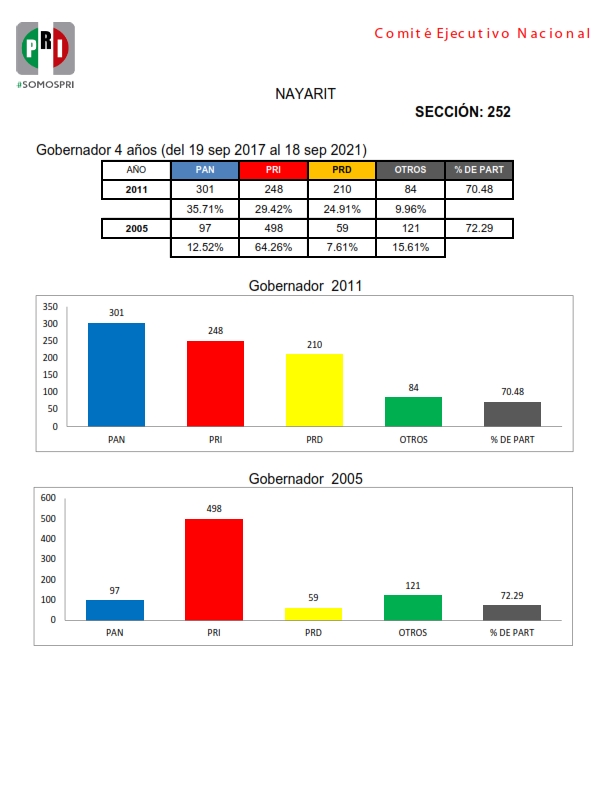 Comité Ejecutivo Nacional
PRI
#SOMOSPRI
NAYARIT
SECCIÓN: 252
Gobernador 4 años (del 19 sep 2017 al 18 sep 2021)
AÑO PAN PRI PRD OTROS % DE PART
2011 301 248 210 84 70.48
35.71% 29.42% 24.91% 9.96%
2005 97 498 59 121 72.29
12.52% 64.26% 7.61% 15.61%
Gobernador 2011
350
300
250
200
150
100
50
0
301
248
210
84
70.48
PAN PRI PRD OTROS % DE PART
Gobernador 2005
600
500
400
300
200
100
0
97
498
59
121
72.29
PAN PRI PRD OTROS % DE PART